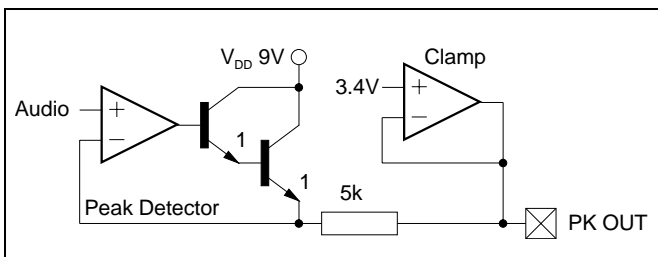 V_DD 9V
Clamp
3.4V
+
−
Audio
+
−
1
1
Peak Detector
5k
PK OUT